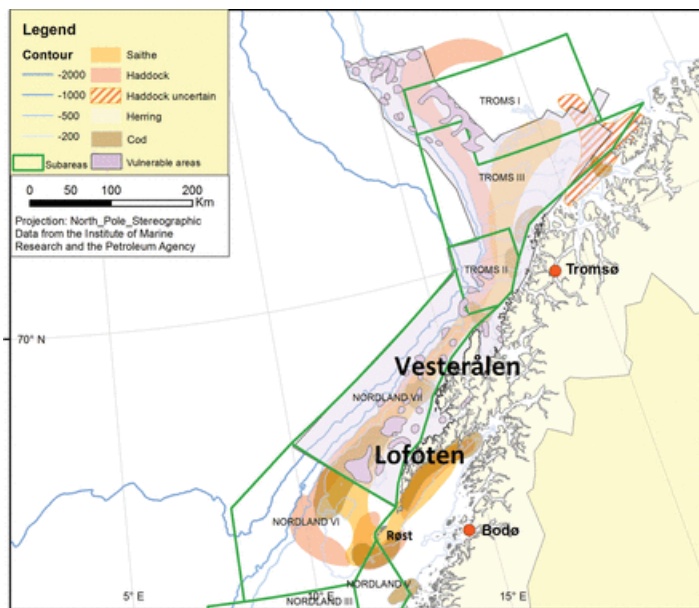 Legend
Contour
-2000
-1000
-500
-200
Subareas
Saithe
Haddock
Haddock uncertain
Herring
Cod
Vulnerable areas
0 50 100 200
Km
Projection: North_Pole_Stereographic
Data from the Institute of Marine
Research and the Petroleum Agency
TROMS I
TROMS III
TROMS II
Tromsø
70° N
Vesterålen
NORDLAND VII
Lofoten
NORDLAND VI
Røst
Bodø
NORDLAND V
5° E
10° E
15° E
NORDLAND III